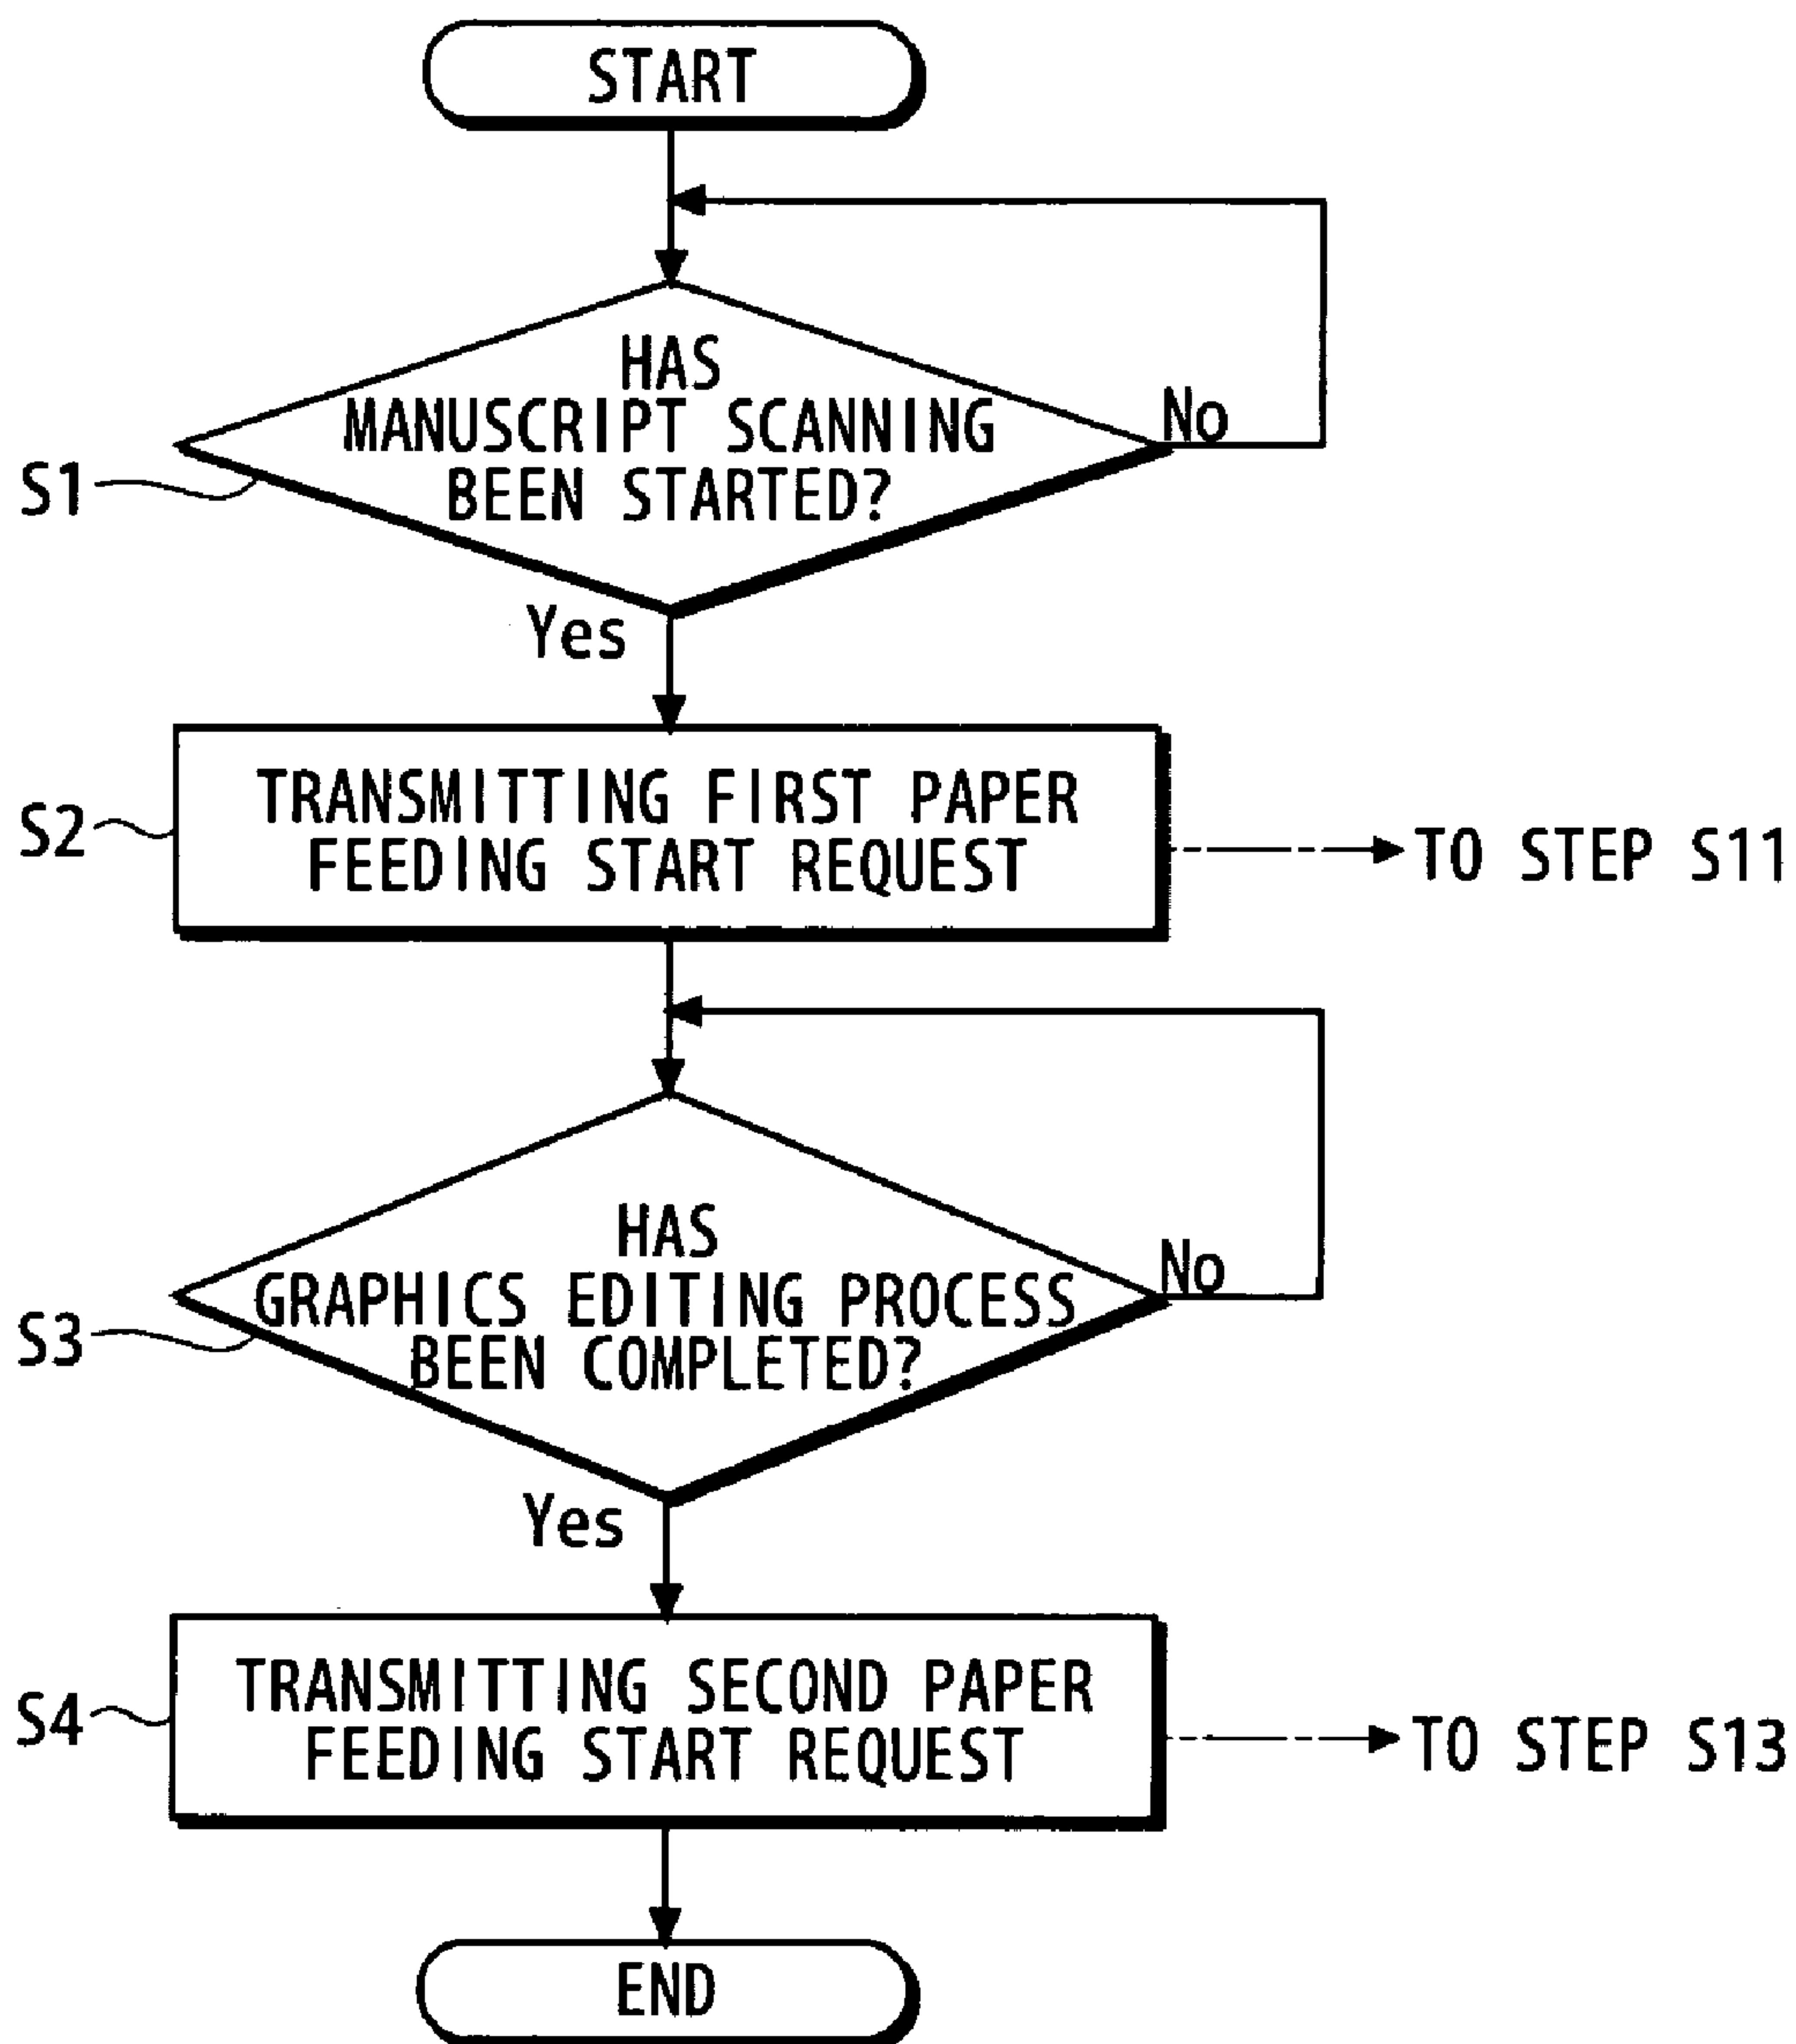 START
HAS
MANUSCRIPT SCANNING
BEEN STARTED?
No
S1
Yes
TRANSMITTING FIRST PAPER
FEEDING START REQUEST
S2
TO STEP S11
HAS
GRAPHICS EDITING PROCESS
BEEN COMPLETED?
No
S3
Yes
TRANSMITTING SECOND PAPER
FEEDING START REQUEST
S4
TO STEP S13
END